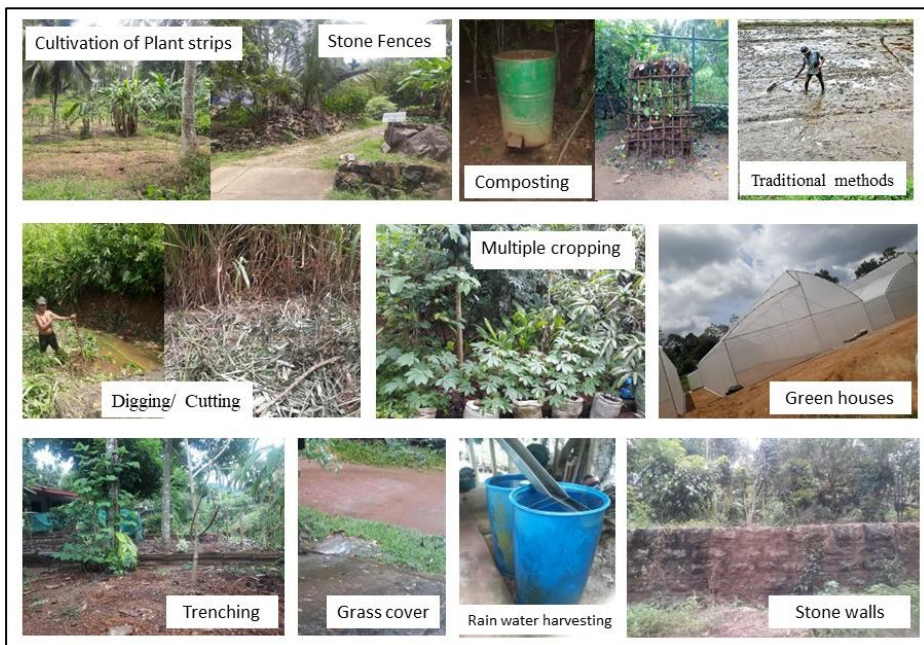 Cultivation of Plant strips
Stone Fences
Composting
Traditional methods
Digging/ Cutting
Multiple cropping
Green houses
Trenching
Grass cover
Rain water harvesting
Stone walls